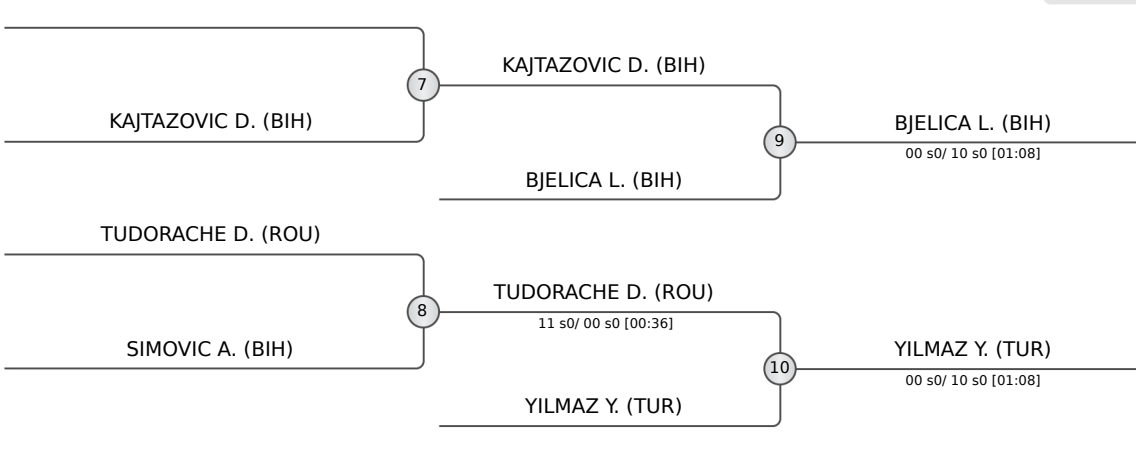 KAJTAZOVIC D. (BIH)
7
KAJTAZOVIC D. (BIH)
BJELICA L. (BIH)
9
BJELICA L. (BIH)
00 s0/ 10 s0 [01:08]
TUDORACHE D. (ROU)
8
SIMOVIC A. (BIH)
TUDORACHE D. (ROU)
11 s0/ 00 s0 [00:36]
YILMAZ Y. (TUR)
10
YILMAZ Y. (TUR)
00 s0/ 10 s0 [01:08]